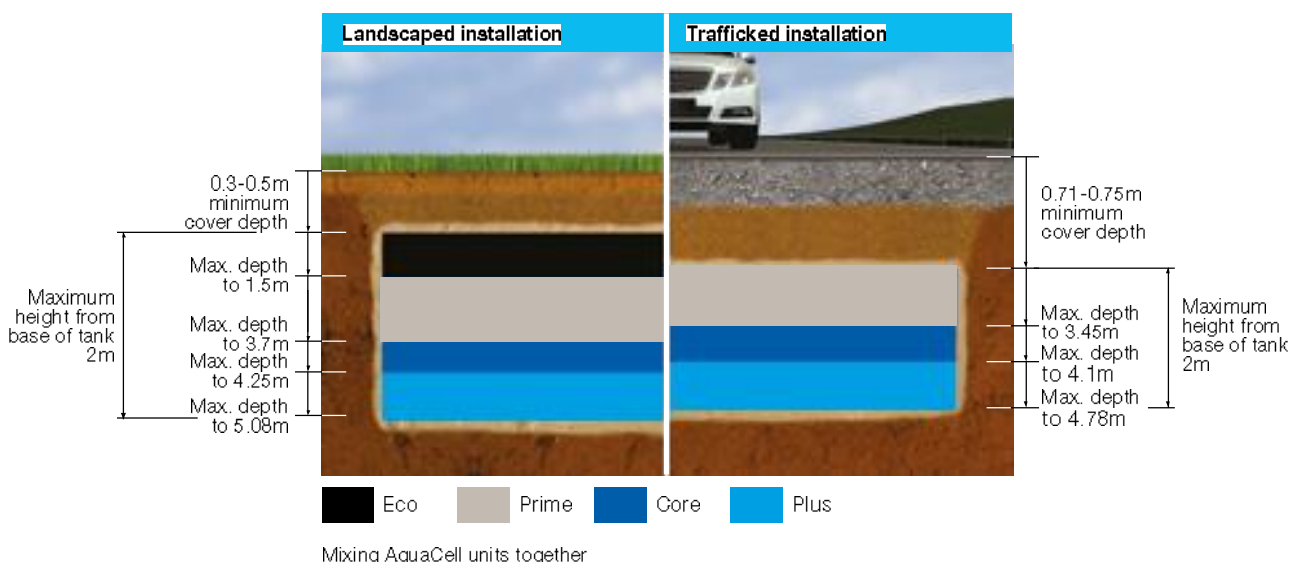 Landscaped installation
Trafficked installation
0.3-0.5m
minimum
cover depth
Max. depth
to 1.5m
Maximum
height from
base of tank
2m
Max. depth
to 3.7m
Max. depth
to 4.25m
Max. depth
to 5.08m
0.71-0.75m
minimum
cover depth
Max. depth
to 3.45m
Max. depth
to 4.1m
Max. depth
to 4.78m
Maximum
height from
base of tank
2m
Eco
Prime
Core
Plus
Mixing AquaCell units together